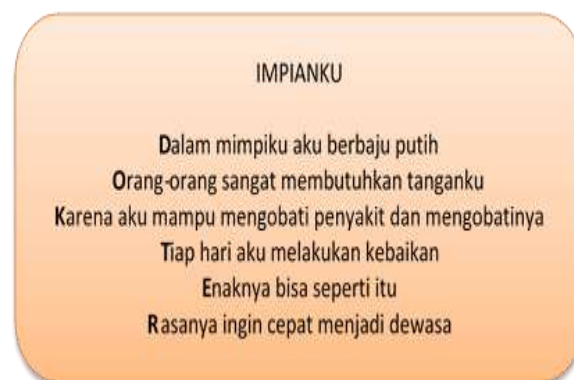 IMPIANKU
Dalam mimpiku aku berbaju putih
Orang-orang sangat membutuhkan tanganku
Karena aku mampu mengobati penyakit dan mengobatinya
Tiap hari aku melakukan kebaikan
Enaknya bisa seperti itu
Rasanya ingin cepat menjadi dewasa